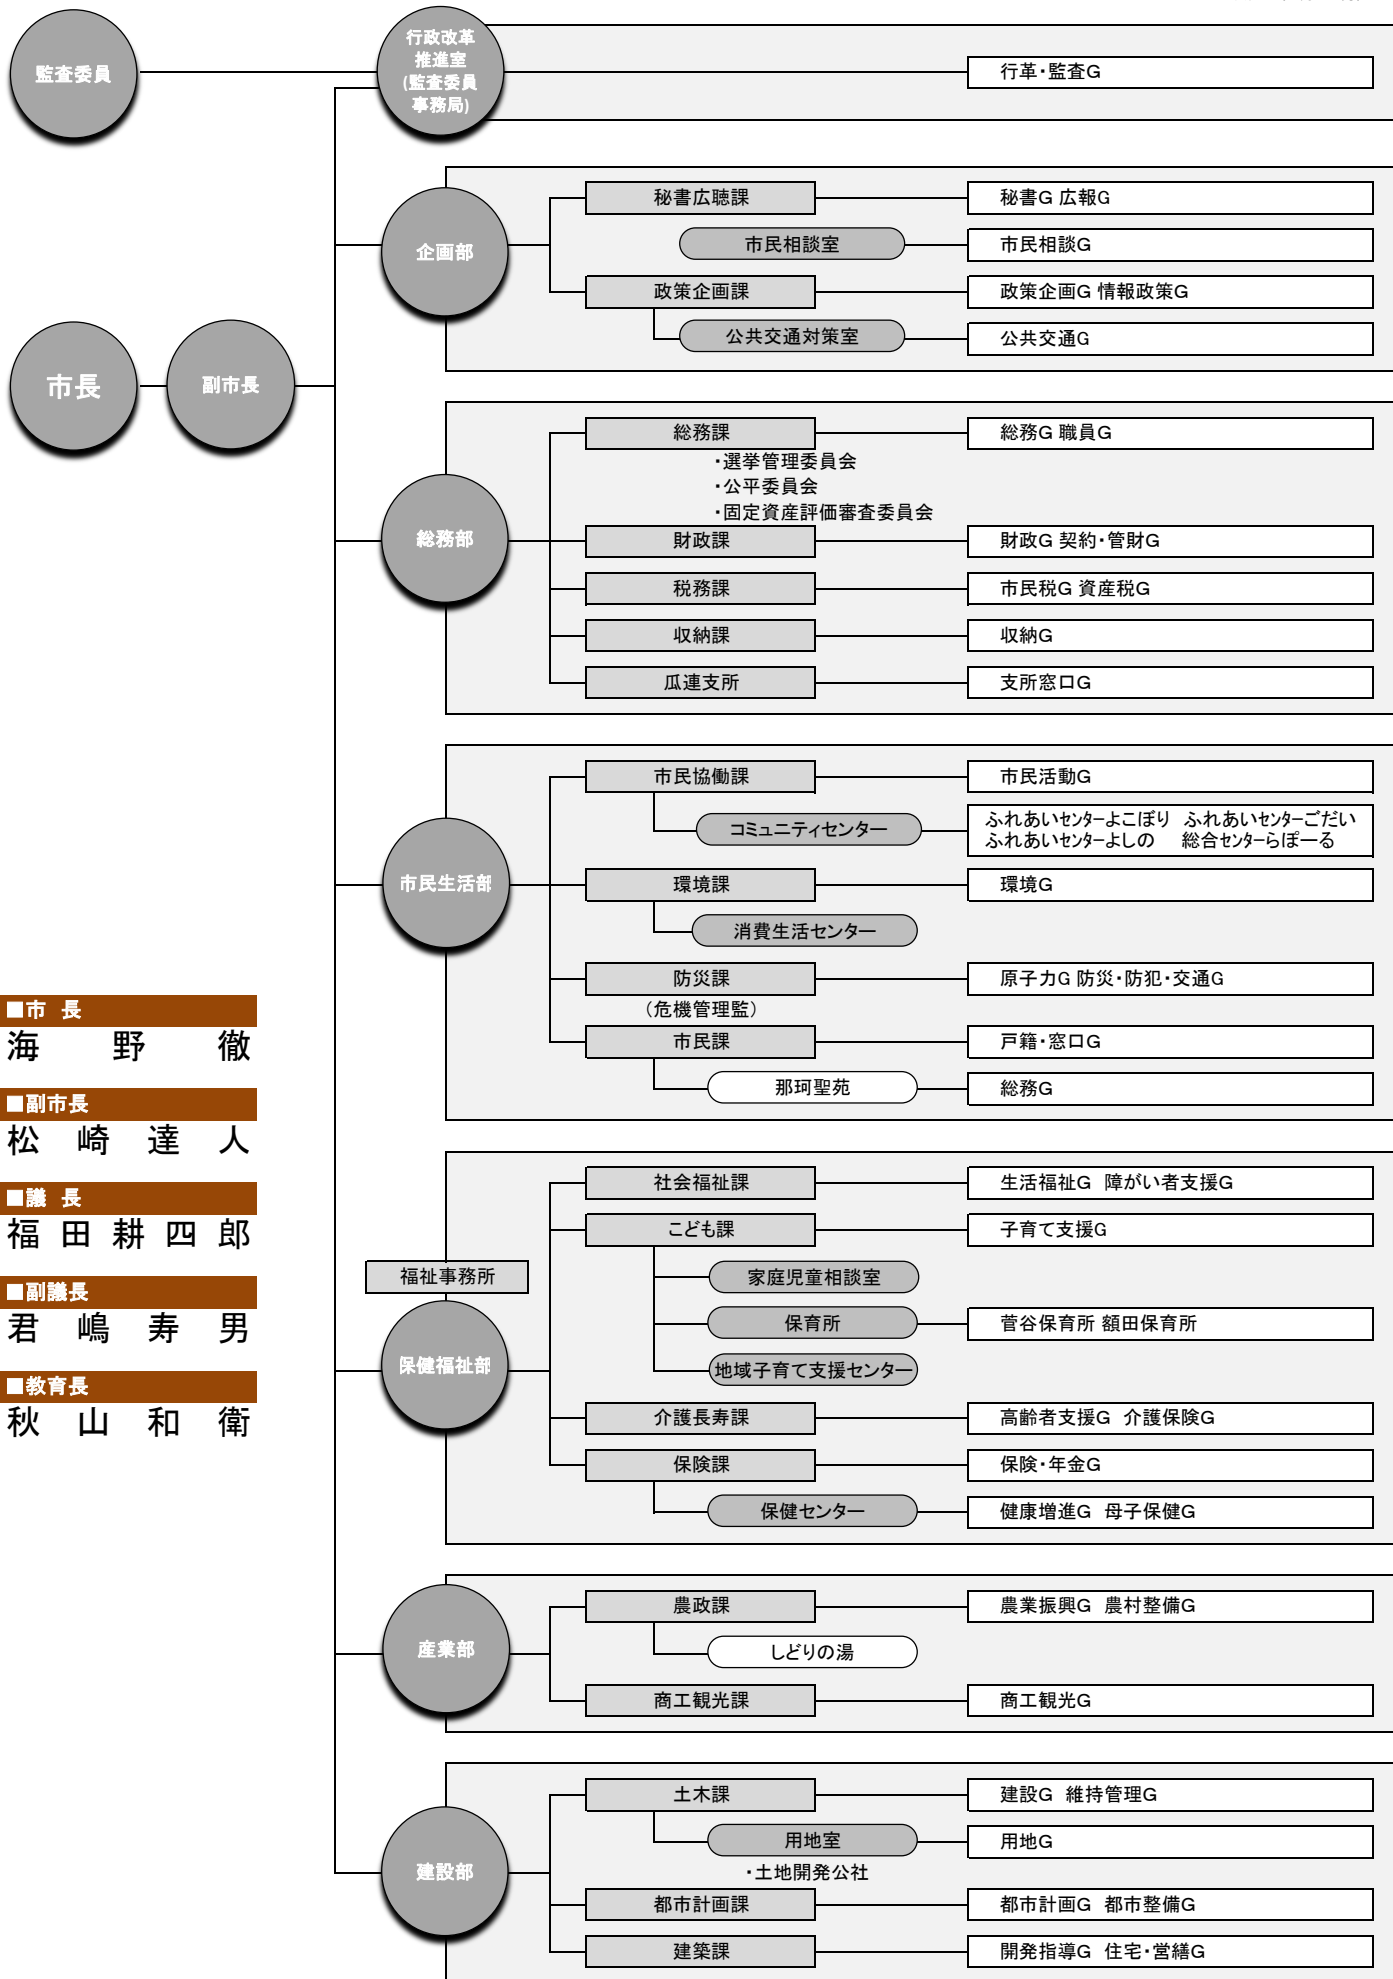 監査委員
行政改革
推進室
(監査委員
事務局)
行革・監査G
企画部
秘書広聴課
秘書G 広報G
市民相談室
市民相談G
政策企画課
政策企画G 情報政策G
公共交通対策室
公共交通G
市長
副市長
総務部
総務課
総務G 職員G
・選挙管理委員会
・公平委員会
・固定資産評価審査委員会
財政課
財政G 契約・管財G
税務課
市民税G 資産税G
収納課
収納G
瓜連支所
支所窓口G
市民生活部
市民協働課
市民活動G
コミュニティセンター
ふれあいセンターよこぼり ふれあいセンターごだい
ふれあいセンターよしの 総合センターらぽーる
環境課
環境G
消費生活センター
防災課
原子力G 防災・防犯・交通G
(危機管理監)
市民課
戸籍・窓口G
那珂聖苑
総務G
■市 長
海野 徹
■副市長
松崎達人
■議 長
福田耕四郎
■副議長
君嶋寿男
■教育長
秋山和衛
福祉事務所
保健福祉部
社会福祉課
生活福祉G 障がい者支援G
こども課
子育て支援G
家庭児童相談室
保育所
菅谷保育所 額田保育所
地域子育て支援センター
介護長寿課
高齢者支援G 介護保険G
保険課
保険・年金G
保健センター
健康増進G 母子保健G
産業部
農政課
農業振興G 農村整備G
しどりの湯
商工観光課
商工観光G
建設部
土木課
建設G 維持管理G
用地室
用地G
・土地開発公社
都市計画課
都市計画G 都市整備G
建築課
開発指導G 住宅・営繕G